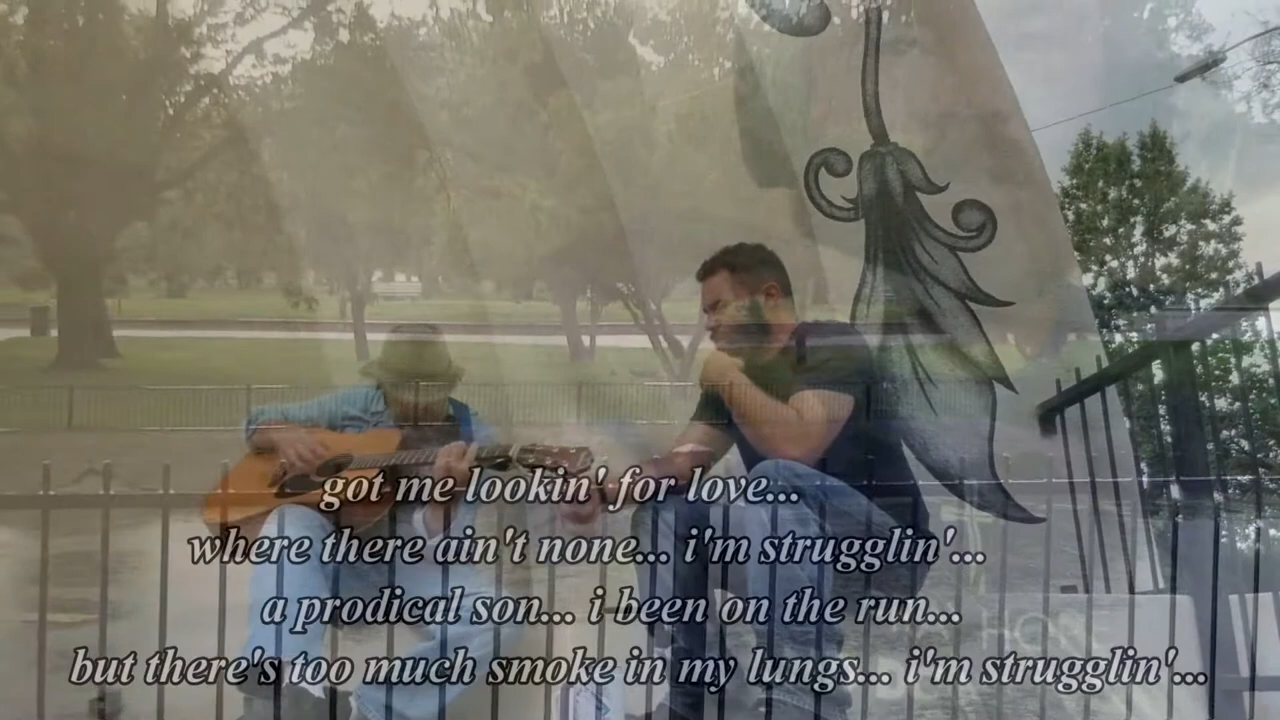 got me lookin' for love...
where there ain't none... i'm strugglin'...
a prodical son... i been on the run...
but there's too much smoke in my lungs... i'm strugglin'...
HOPE